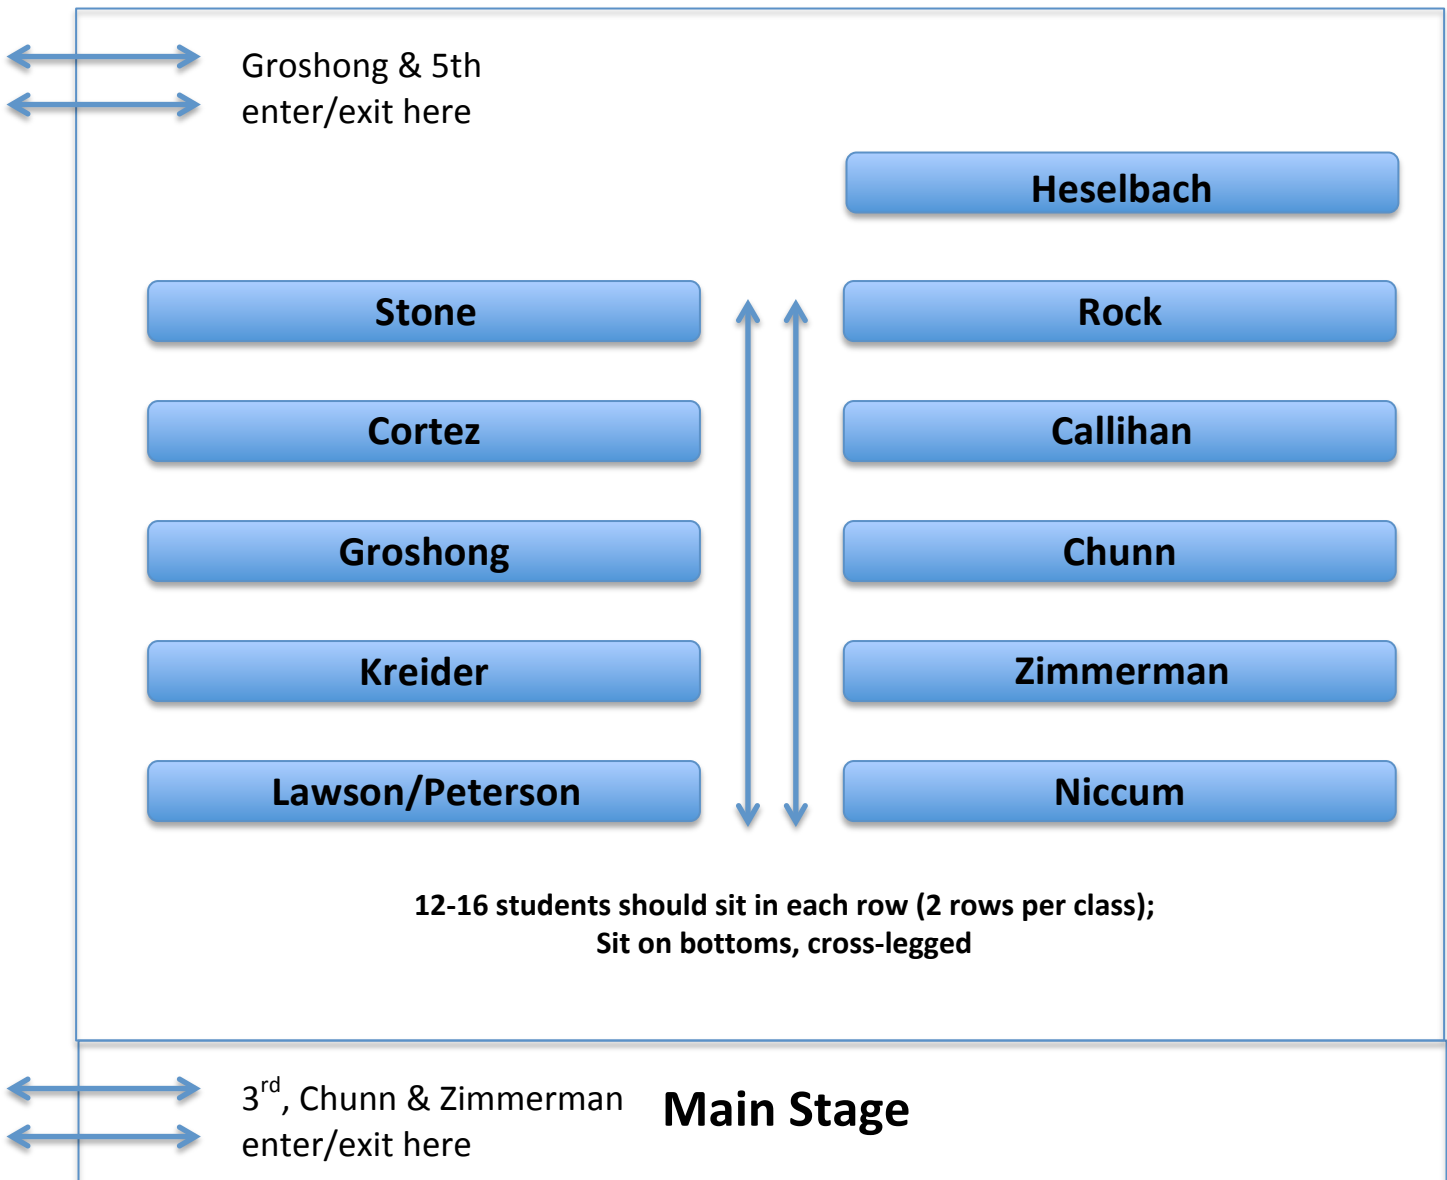 Groshong & 5th
enter/exit here
Heselbach
Stone
Rock
Cortez
Callihan
Groshong
Chunn
Kreider
Zimmerman
Lawson/Peterson
Niccum
12-16 students should sit in each row (2 rows per class);
Sit on bottoms, cross-legged
3rd, Chunn & Zimmerman
enter/exit here
Main Stage